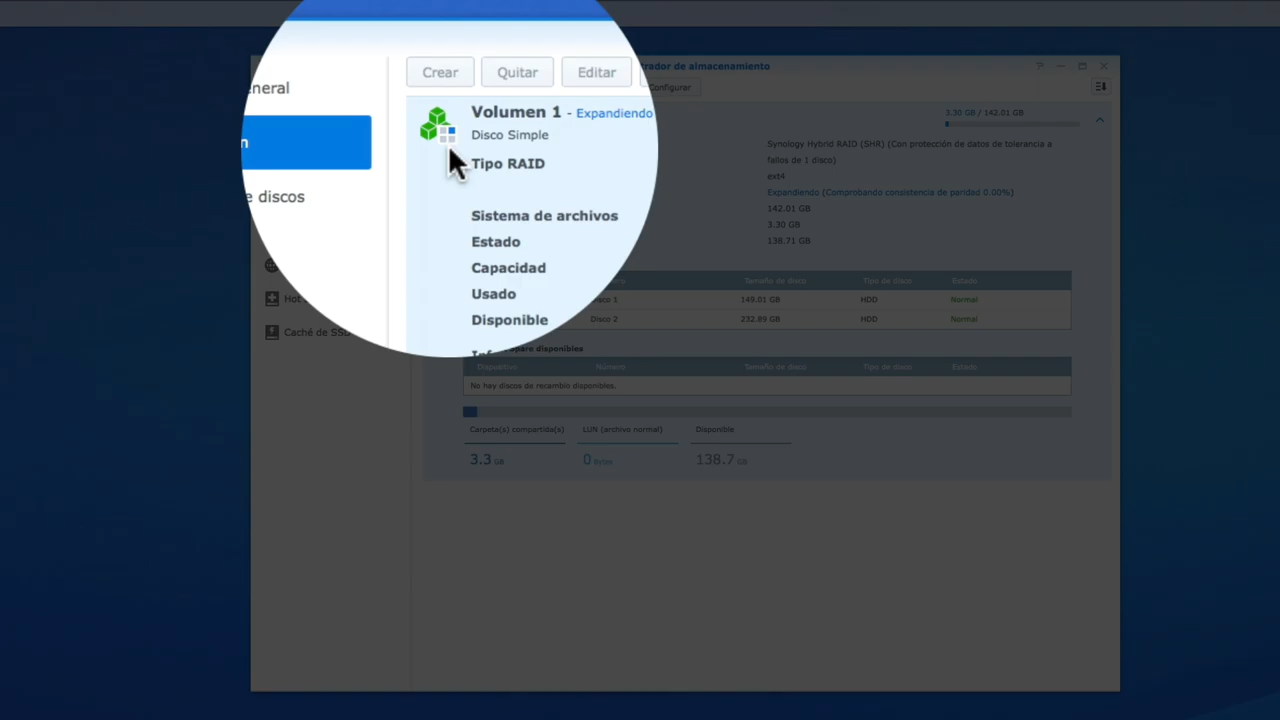 trador de almacenamiento
Crear Quitar Editar
Configurar
eneral
n
e discos
Hot
Caché de SS
Volumen 1 - Expandiendo
3.30 GB / 142.01 GB
Disco Simple
Tipo RAID
Synology Hybrid RAID (SHR) (Con protección de datos de tolerancia a
fallos de 1 disco)
Sistema de archivos
ext4
Estado
Expandiendo (Comprobando consistencia de paridad 0.00%)
Capacidad
142.01 GB
Usado
3.30 GB
Disponible
138.71 GB
Tamaño de disco Tipo de disco Estado
sco 1 149.01 GB HDD Normal
Disco 2 232.89 GB HDD Normal
pare disponibles
Dispositivo Número Tamaño de disco Tipo de disco Estado
No hay discos de recambio disponibles.
Carpeta(s) compartida(s) LUN (archivo normal) Disponible
3.3 GB 0 Bytes 138.7 GB